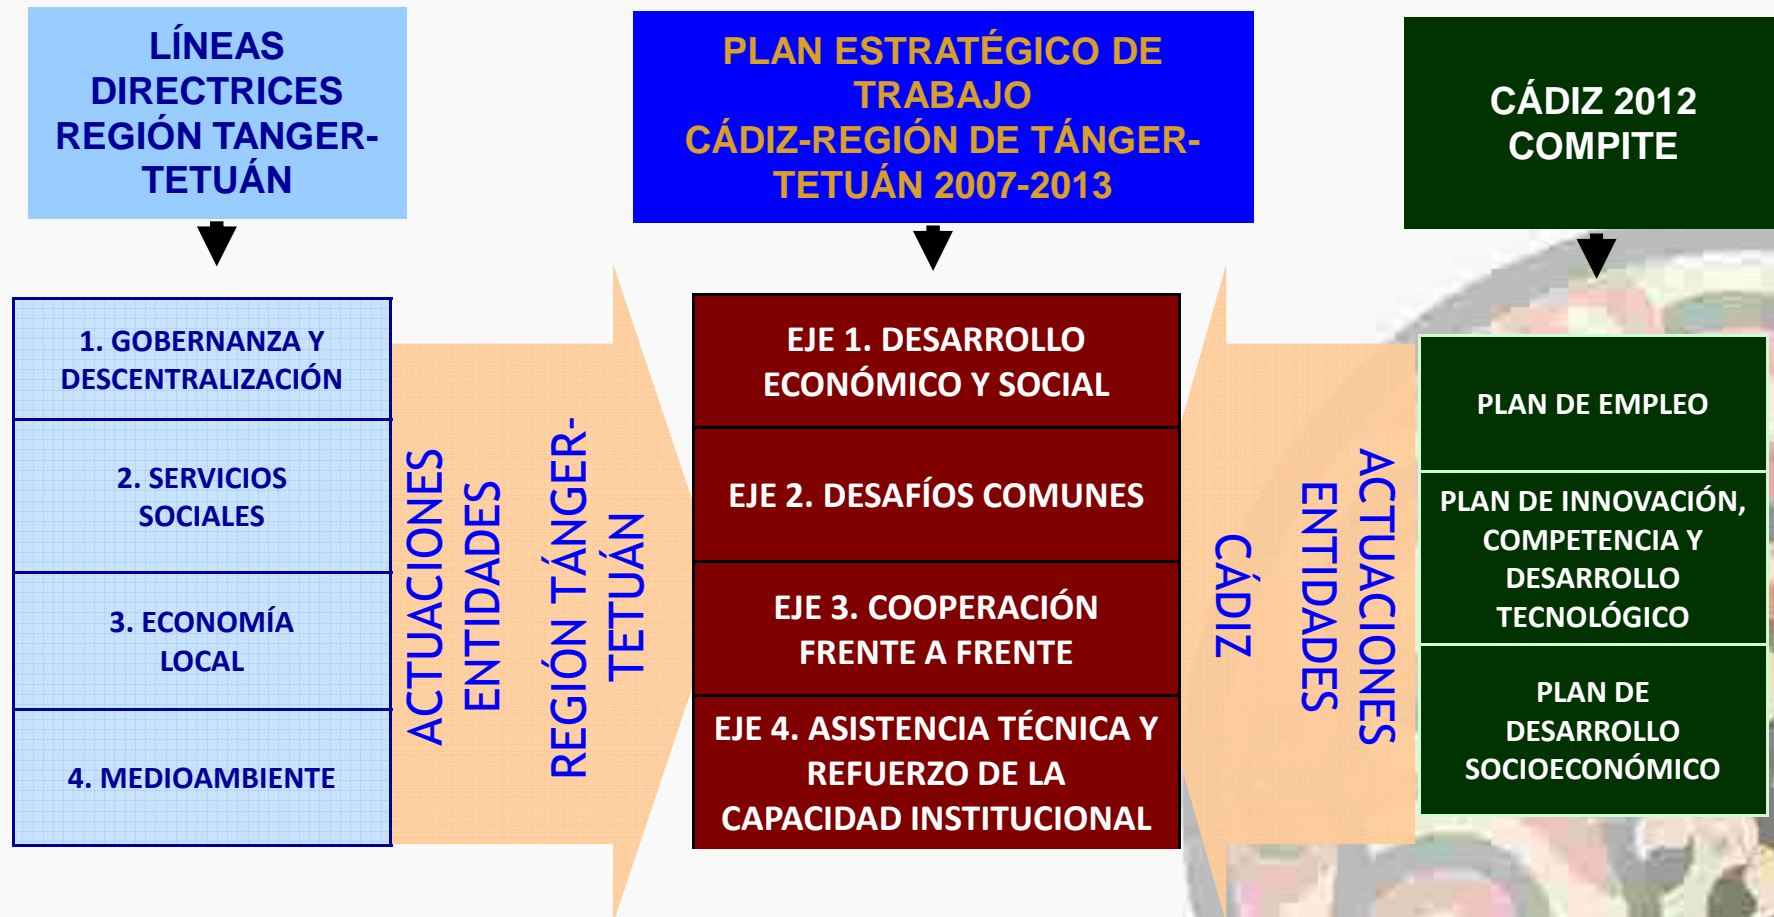 LÍNEAS
DIRECTRICES
REGIÓN TANGER-
TETUÁN
PLAN ESTRATÉGICO DE
TRABAJO
CÁDIZ-REGIÓN DE TÁNGER-
TETUÁN 2007-2013
CÁDIZ 2012
COMPITE
1. GOBERNANZA Y
DESCENTRALIZACIÓN
2. SERVICIOS
SOCIALES
3. ECONOMÍA
LOCAL
4. MEDIOAMBIENTE
ACTUACIONES
ENTIDADES
REGIÓN TÁNGER-
TETUÁN
EJE 1. DESARROLLO
ECONÓMICO Y SOCIAL
EJE 2. DESAFÍOS COMUNES
EJE 3. COOPERACIÓN
FRENTE A FRENTE
EJE 4. ASISTENCIA TÉCNICA Y
REFUERZO DE LA
CAPACIDAD INSTITUCIONAL
ACTUACIONES
ENTIDADES
CÁDIZ
PLAN DE EMPLEO
PLAN DE INNOVACIÓN,
COMPETENCIA Y
DESARROLLO
TECNOLÓGICO
PLAN DE
DESARROLLO
SOCIOECONÓMICO